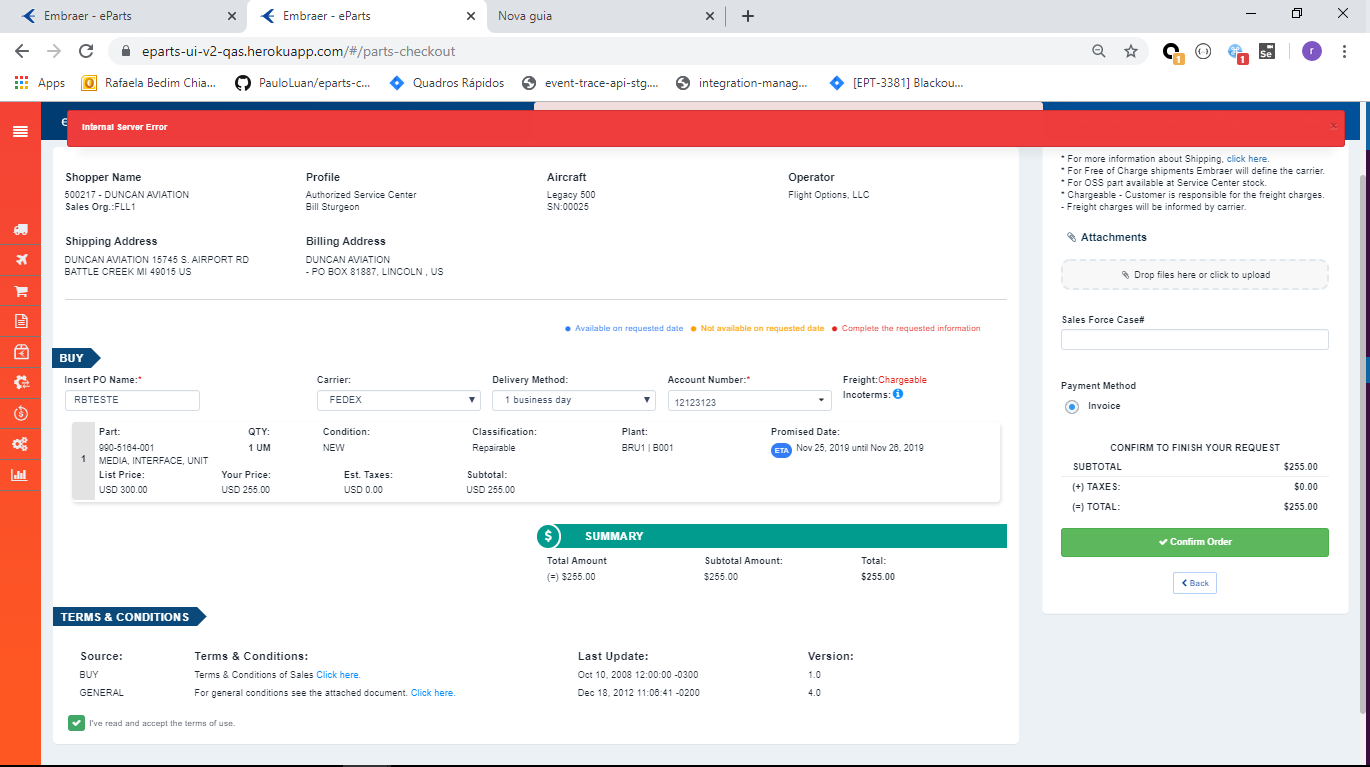 Embraer - eParts
Embraer - eParts
Nova guia
eparts-ui-v2-qas.herokuapp.com/#/parts-checkout
1
1
Se
r
Apps
Rafaela Bedim Chia...
PauloLuan/eparts-c...
Quadros Rápidos
event-trace-api-stg....
integration-manag...
[EPT-3381] Blackou...
Internal Server Error
* For more information about Shipping, click here.
* For Free of Charge shipments Embraer will define the carrier.
* For OSS part available at Service Center stock.
* Chargeable - Customer is responsible for the freight charges.
- Freight charges will be informed by carrier.
Shopper Name
Profile
Aircraft
Operator
500217 - DUNCAN AVIATION
Authorized Service Center
Legacy 500
Flight Options, LLC
Sales Org.:FLL1
Bill Sturgeon
SN:00025
Shipping Address
Billing Address
DUNCAN AVIATION 15745 S. AIRPORT RD
DUNCAN AVIATION
BATTLE CREEK MI 49015 US
- PO BOX 81887, LINCOLN , US
Attachments
Drop files here or click to upload
Available on requested date
Not available on requested date
Complete the requested information
Sales Force Case#
BUY
Insert PO Name:*
Carrier:
Delivery Method:
Account Number:*
Freight:Chargeable
Incoterms:
RBTESTE
FEDEX
1 business day
12123123
Payment Method
Invoice
1
Part:
QTY:
Condition:
Classification:
Plant:
Promised Date:
990-5164-001
1 UM
NEW
Repairable
BRU1 | B001
ETA Nov 25, 2019 until Nov 26, 2019
MEDIA, INTERFACE, UNIT
List Price:
Your Price:
Est. Taxes:
Subtotal:
USD 300.00
USD 255.00
USD 0.00
USD 255.00
CONFIRM TO FINISH YOUR REQUEST
SUBTOTAL $255.00
(+) TAXES: $0.00
(=) TOTAL: $255.00
Confirm Order
Back
$ SUMMARY
Total Amount
Subtotal Amount:
Total:
(=) $255.00
$255.00
$255.00
TERMS & CONDITIONS
Source:
Terms & Conditions:
Last Update:
Version:
BUY
Terms & Conditions of Sales Click here.
Oct 10, 2008 12:00:00 -0300
1.0
GENERAL
For general conditions see the attached document. Click here.
Dec 18, 2012 11:06:41 -0200
4.0
I've read and accept the terms of use.